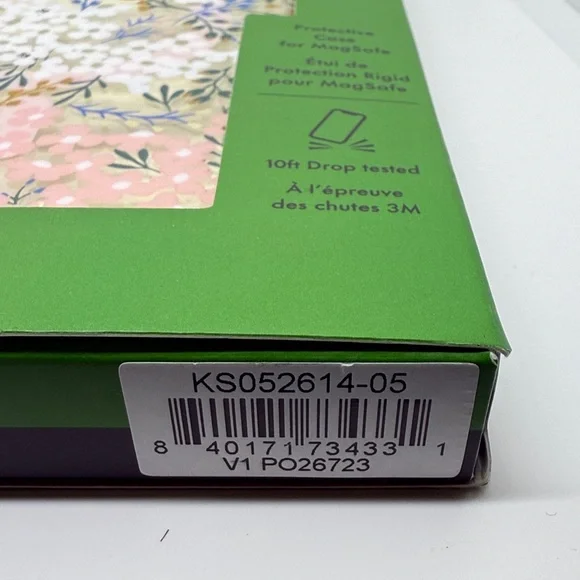 Protective
Case
for MagSafe
Étui de
Protection Rigid
pour MagSafe
10ft Drop tested
À l'épreuve
des chutes 3M
KS052614-05
8 40171 73433 1
V1 PO26723